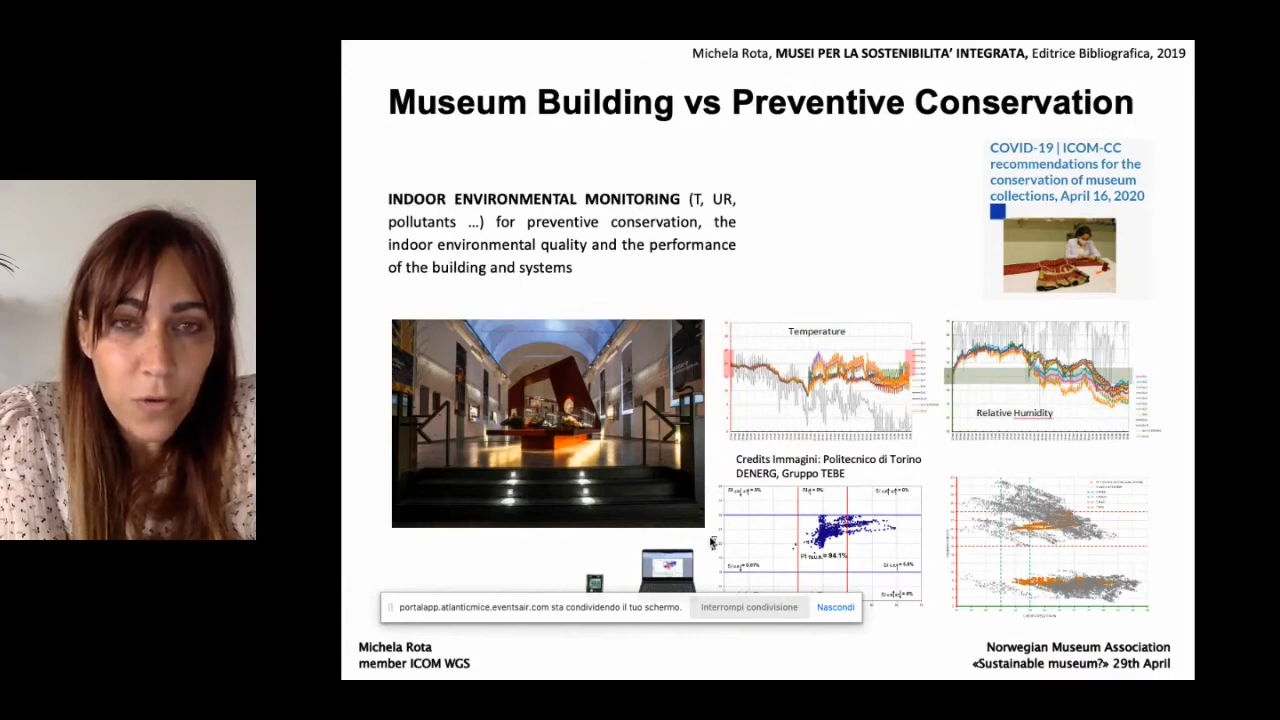 Michela Rota, MUSEI PER LA SOSTENIBILITA’ INTEGRATA, Editrice Bibliografica, 2019
Museum Building vs Preventive Conservation
COVID-19 | ICOM-CC
recommendations for the
conservation of museum
collections, April 16, 2020
INDOOR ENVIRONMENTAL MONITORING (T, UR,
pollutants ...) for preventive conservation, the
indoor environmental quality and the performance
of the building and systems
Temperature
Relative Humidity
Credits Immagini: Politecnico di Torino
DENERG, Gruppo TEBE
portalapp.atlanticmice.eventsair.com sta condividendo il tuo schermo.
Interrompi condivisione
Nascondi
Michela Rota
member ICOM WGS
Norwegian Museum Association
«Sustainable museum?» 29th April